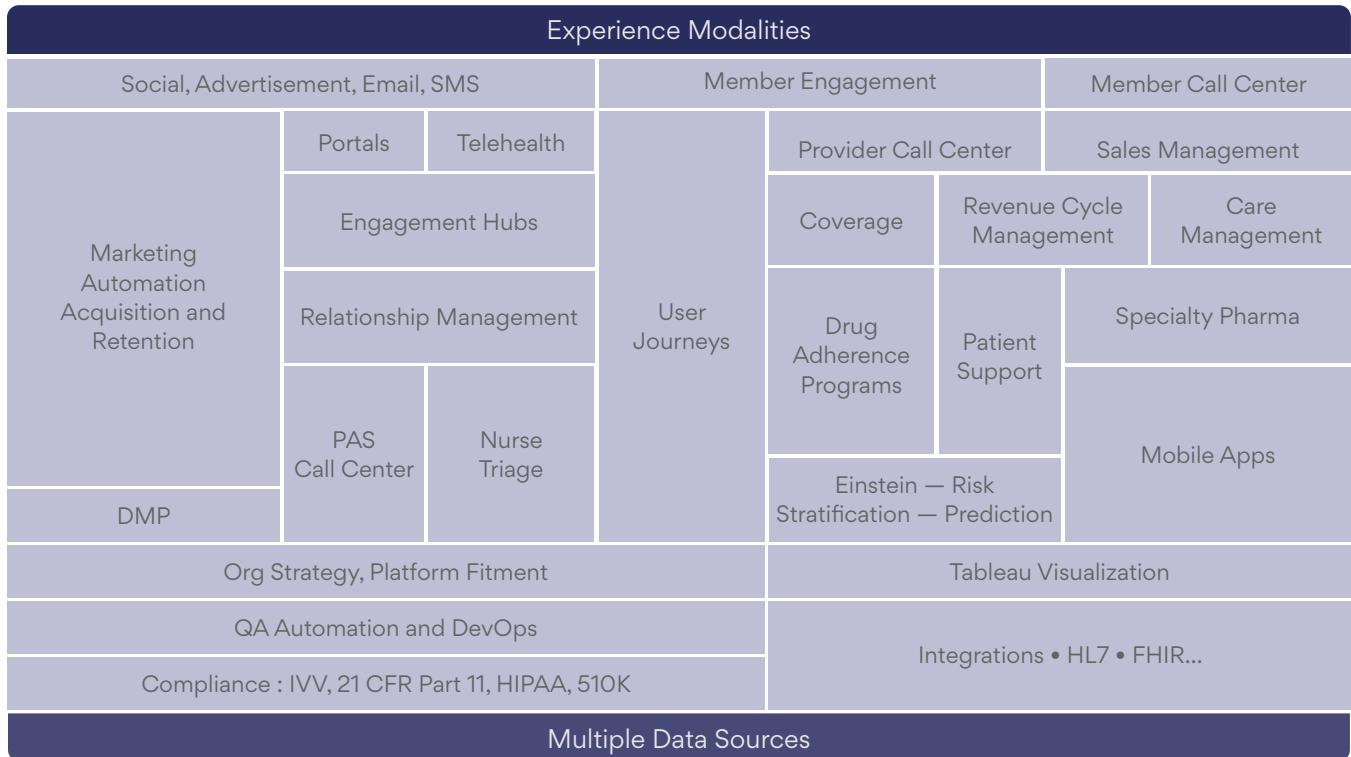 Experience Modalities
Social, Advertisement, Email, SMS
Member Engagement
Member Call Center
Marketing
Automation
Acquisition and
Retention
Portals
Telehealth
Engagement Hubs
Relationship Management
PAS
Call Center
Nurse
Triage
DMP
User
Journeys
Provider Call Center
Sales Management
Coverage
Revenue Cycle
Management
Care
Management
Drug
Adherence
Programs
Patient
Support
Specialty Pharma
Mobile Apps
Einstein — Risk
Stratification — Prediction
Org Strategy, Platform Fitment
Tableau Visualization
QA Automation and DevOps
Integrations • HL7 • FHIR...
Compliance : IVV, 21 CFR Part 11, HIPAA, 510K
Multiple Data Sources